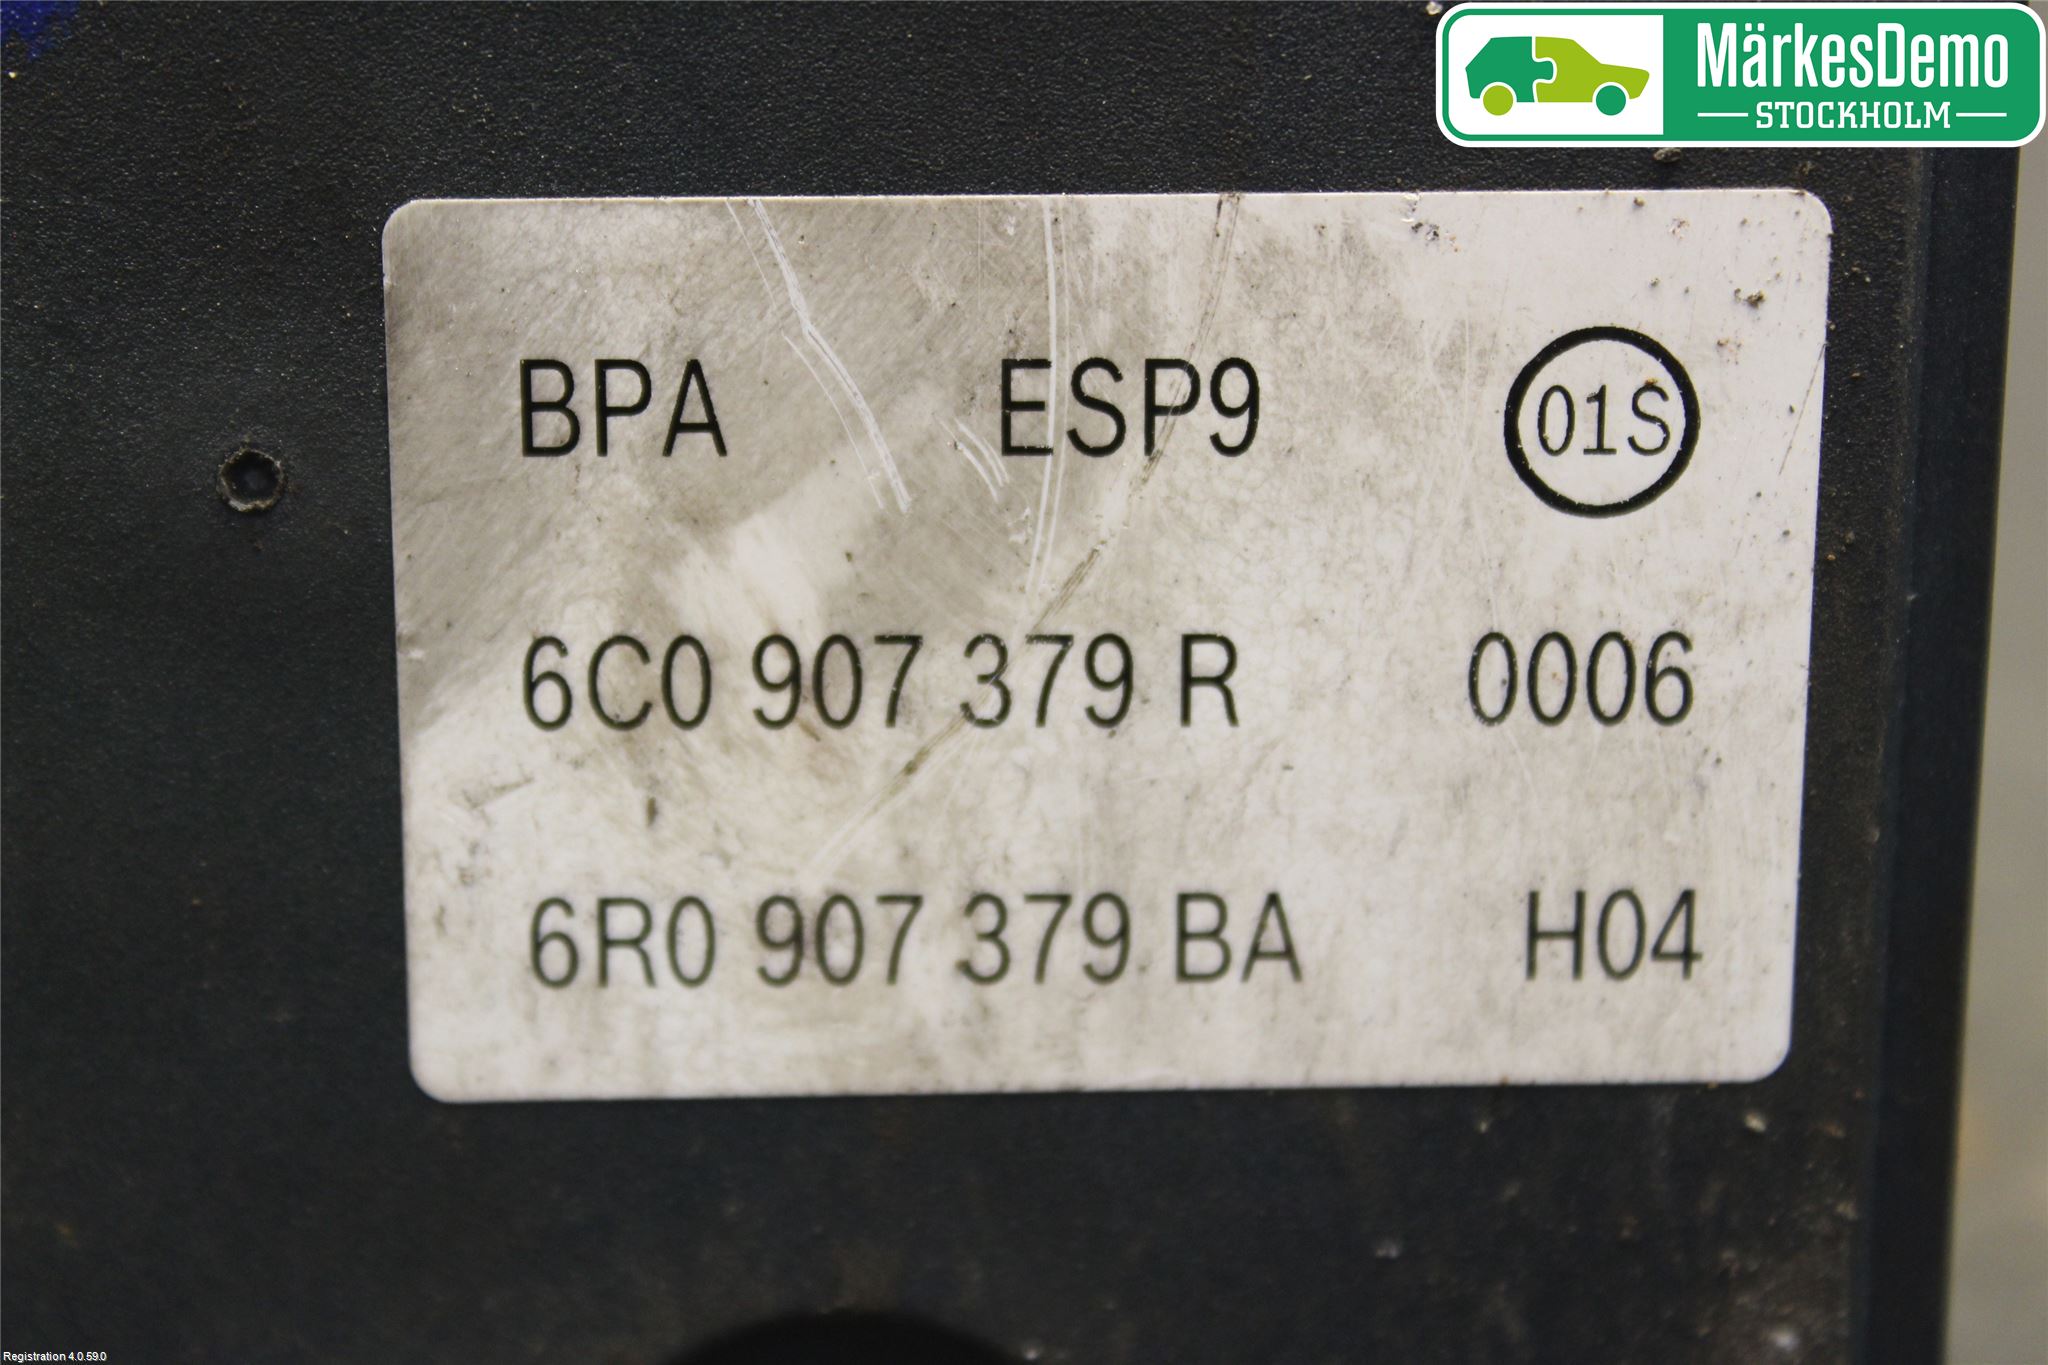 MärkesDemo
STOCKHOLM
BPA ESP9 01S
6C0 907 379 R 0006
6R0 907 379 BA H04
Registration 4.0.59.0